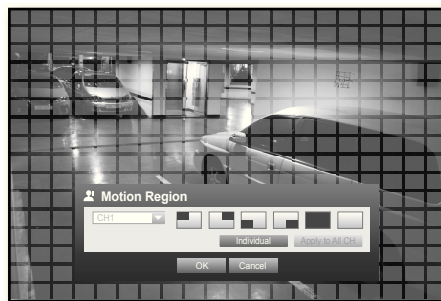 Motion Region
CH1
Individual
Apply to All CH
OK
Cancel